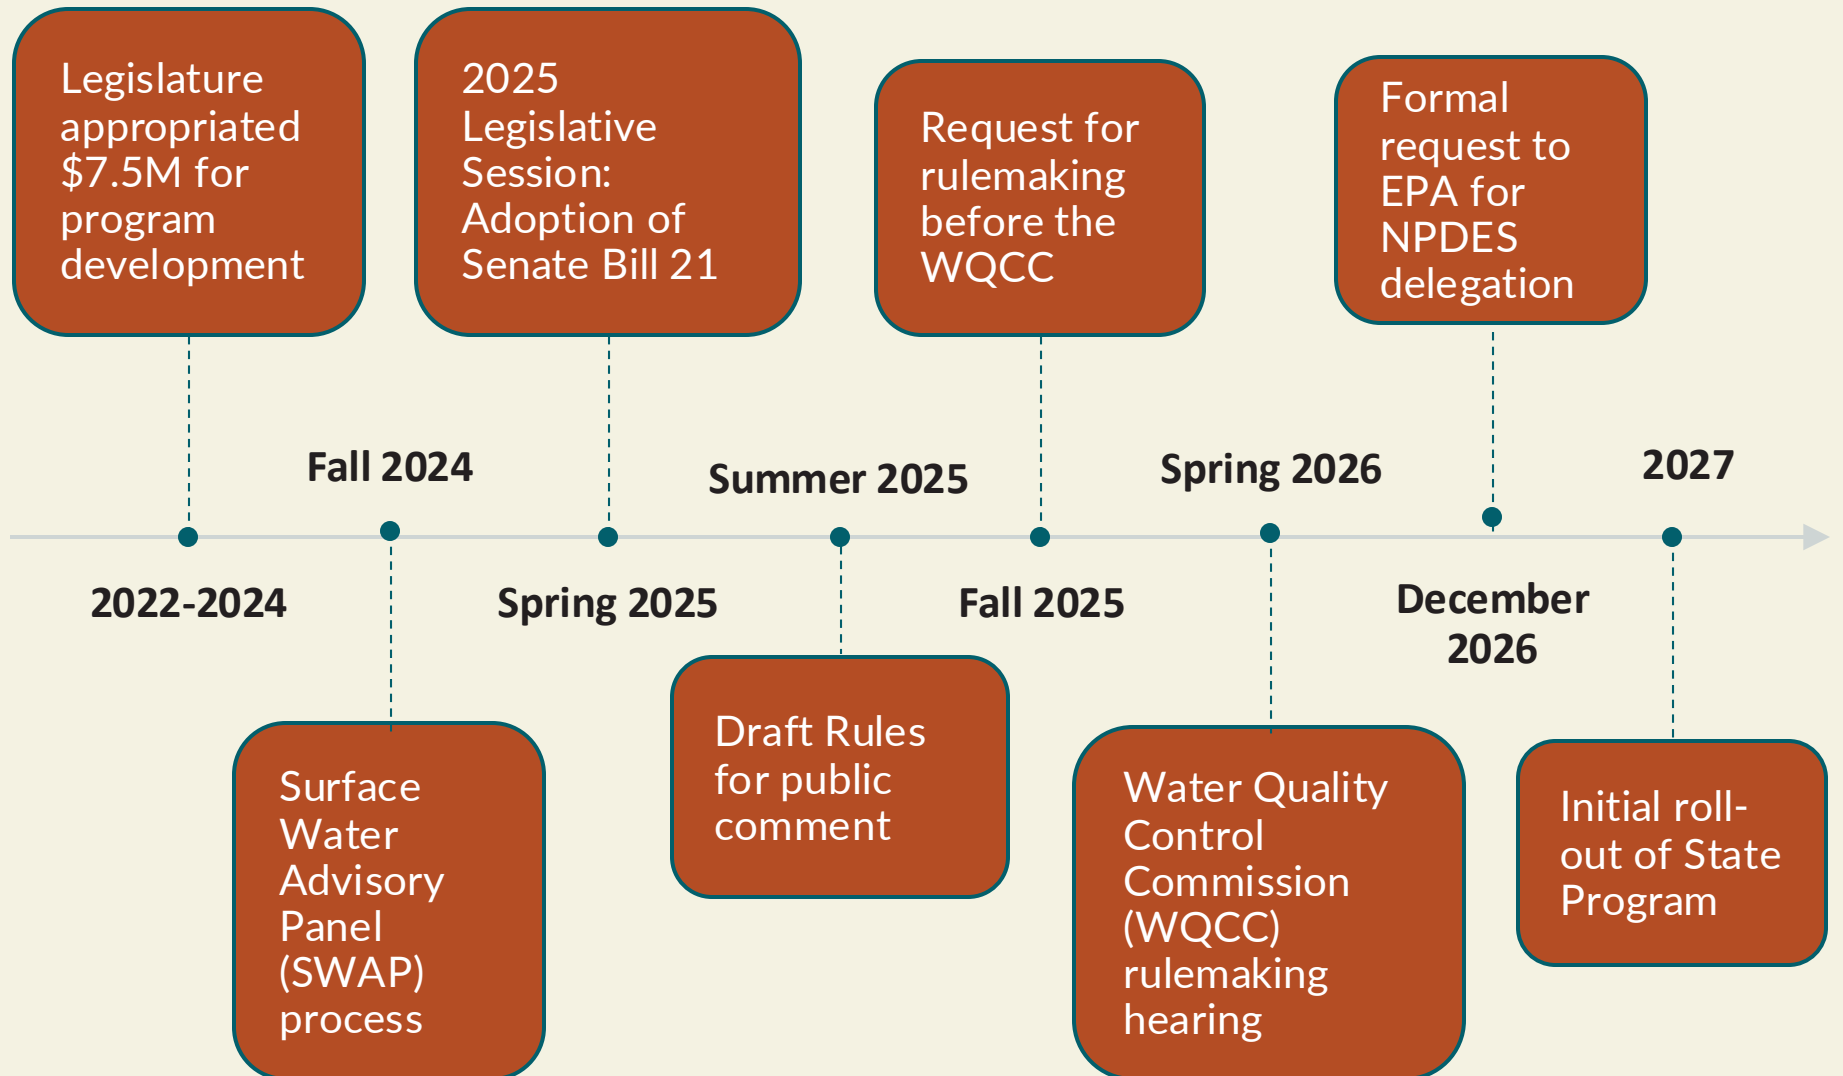 Legislature
appropriated
$7.5M for
program
development
2025
Legislative
Session:
Adoption of
Senate Bill 21
Request for
rulemaking
before the
WQCC
Formal
request to
EPA for
NPDES
delegation
Fall 2024
Summer 2025
Spring 2026
2027
2022-2024
Spring 2025
Fall 2025
December
2026
Surface
Water
Advisory
Panel
(SWAP)
process
Draft Rules
for public
comment
Water Quality
Control
Commission
(WQCC)
rulemaking
hearing
Initial roll-
out of State
Program